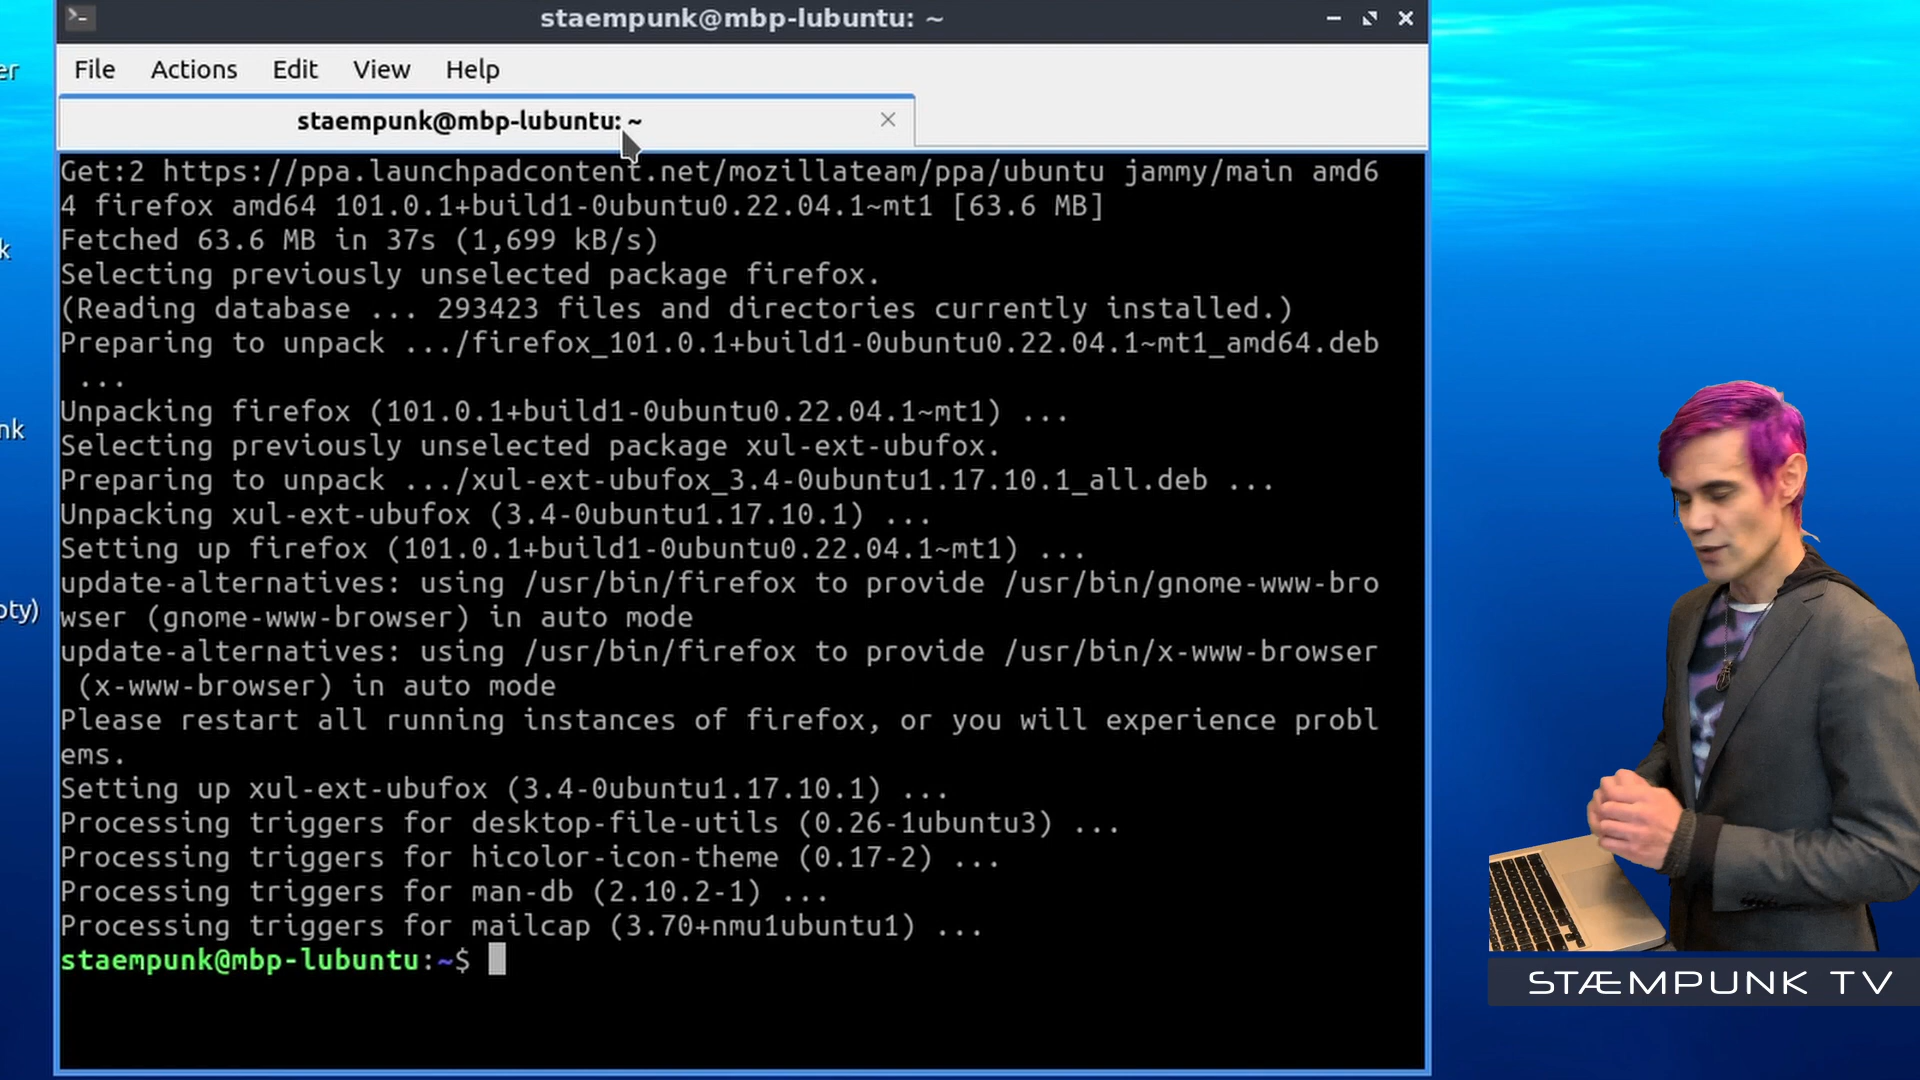 staempunk@mbp-lubuntu: ~
File Actions Edit View Help
staempunk@mbp-lubuntu: ~
Get:2 https://ppa.launchpadcontent.net/mozillateam/ppa/ubuntu jammy/main amd6
4 firefox amd64 101.0.1+build1-0ubuntu0.22.04.1~mt1 [63.6 MB]
Fetched 63.6 MB in 37s (1,699 kB/s)
Selecting previously unselected package firefox.
(Reading database ... 293423 files and directories currently installed.)
Preparing to unpack .../firefox_101.0.1+build1-0ubuntu0.22.04.1~mt1_amd64.deb
...
Unpacking firefox (101.0.1+build1-0ubuntu0.22.04.1~mt1) ...
Selecting previously unselected package xul-ext-ubufox.
Preparing to unpack .../xul-ext-ubufox_3.4-0ubuntu1.17.10.1_all.deb ...
Unpacking xul-ext-ubufox (3.4-0ubuntu1.17.10.1) ...
Setting up firefox (101.0.1+build1-0ubuntu0.22.04.1~mt1) ...
update-alternatives: using /usr/bin/firefox to provide /usr/bin/gnome-www-bro
wser (gnome-www-browser) in auto mode
update-alternatives: using /usr/bin/firefox to provide /usr/bin/x-www-browser
(x-www-browser) in auto mode
Please restart all running instances of firefox, or you will experience probl
ems.
Setting up xul-ext-ubufox (3.4-0ubuntu1.17.10.1) ...
Processing triggers for desktop-file-utils (0.26-1ubuntu3) ...
Processing triggers for hicolor-icon-theme (0.17-2) ...
Processing triggers for man-db (2.10.2-1) ...
Processing triggers for mailcap (3.70+nmu1ubuntu1) ...
staempunk@mbp-lubuntu:~$
er
k
nk
pty)
STÆMPUNK TV